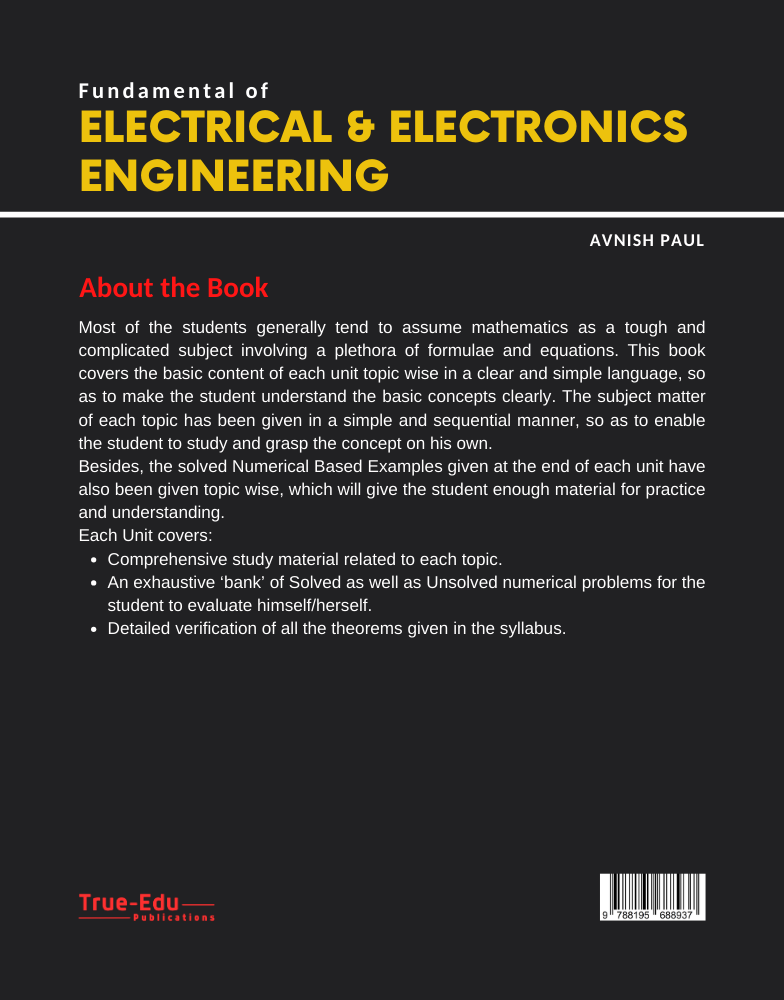 Fundamental of
ELECTRICAL & ELECTRONICS
ENGINEERING
AVNISH PAUL
About the Book
Most of the students generally tend to assume mathematics as a tough and
complicated subject involving a plethora of formulae and equations. This book
covers the basic content of each unit topic wise in a clear and simple language, so
as to make the student understand the basic concepts clearly. The subject matter
of each topic has been given in a simple and sequential manner, so as to enable
the student to study and grasp the concept on his own.
Besides, the solved Numerical Based Examples given at the end of each unit have
also been given topic wise, which will give the student enough material for practice
and understanding.
Each Unit covers:
• Comprehensive study material related to each topic.
• An exhaustive ‘bank’ of Solved as well as Unsolved numerical problems for the
student to evaluate himself/herself.
• Detailed verification of all the theorems given in the syllabus.
True-Edu
Publications
9 788195 688937